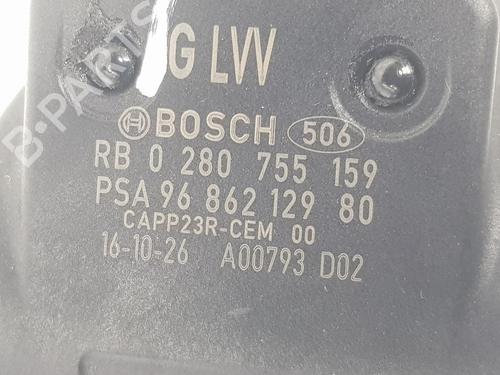 G LVV
BOSCH 506
RB 0 280 755 159
PSA 96 862 129 80
CAPP23R-CEM 00
16-10-26 A00793 D02
B-PARTS